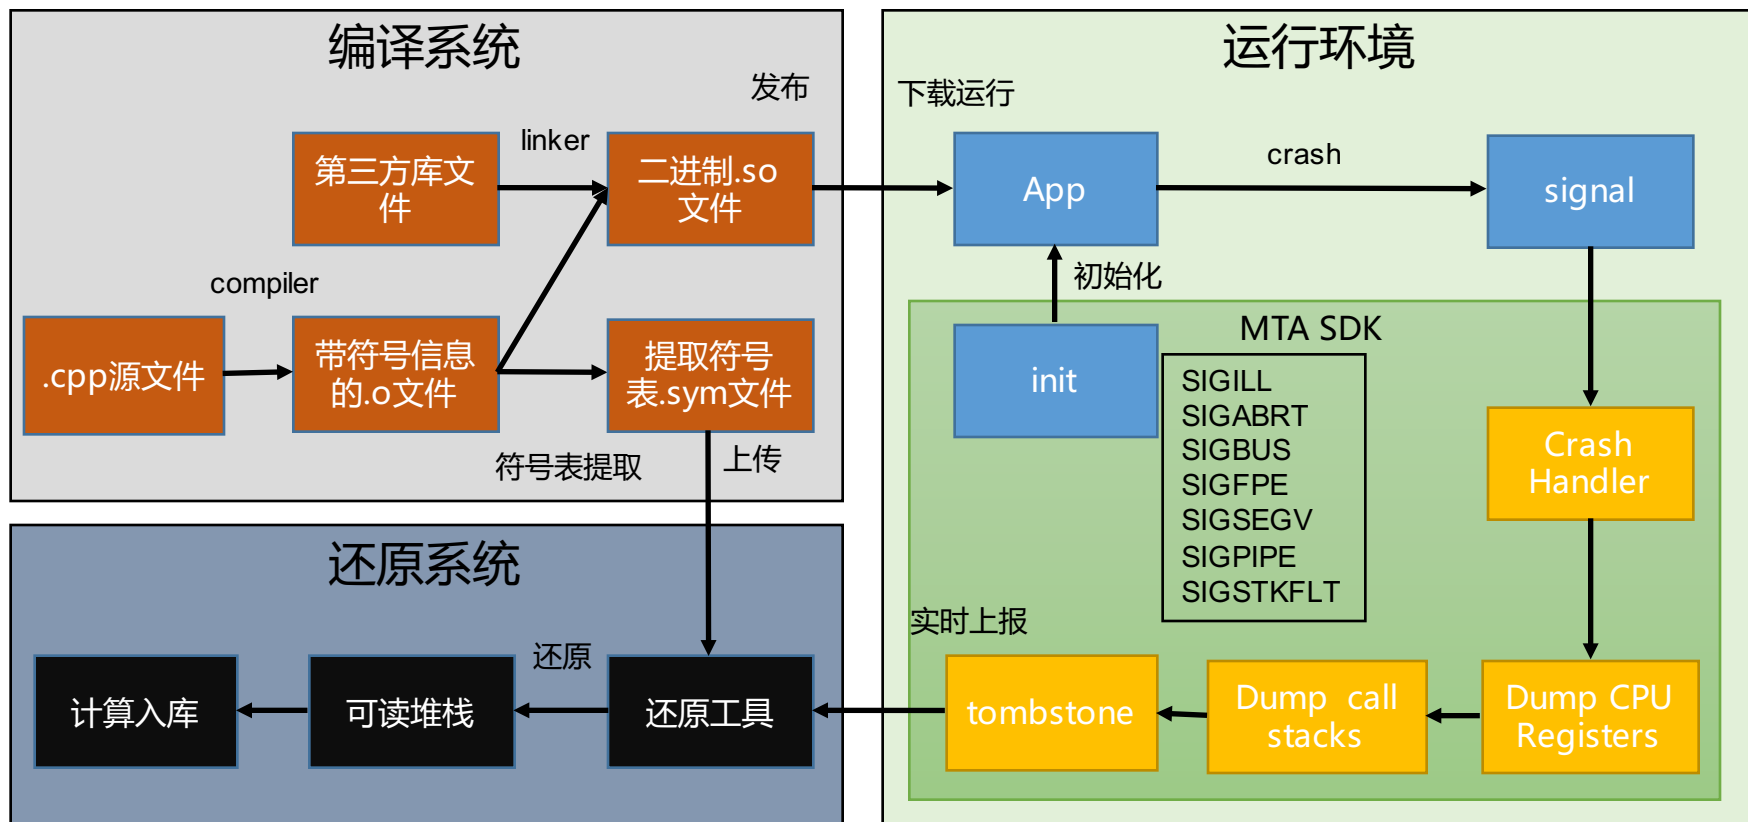 编译系统
发布
第三方库文
件
linker
二进制.so
文件
compiler
.cpp源文件
带符号信息
的.o文件
提取符号
表.sym文件
符号表提取
上传
运行环境
下载运行
App
crash
signal
初始化
MTA SDK
init
SIGILL
SIGABRT
SIGBUS
SIGFPE
SIGSEGV
SIGPIPE
SIGSTKFLT
Crash
Handler
实时上报
tombstone
Dump call
stacks
Dump CPU
Registers
还原系统
计算入库
可读堆栈
还原
还原工具